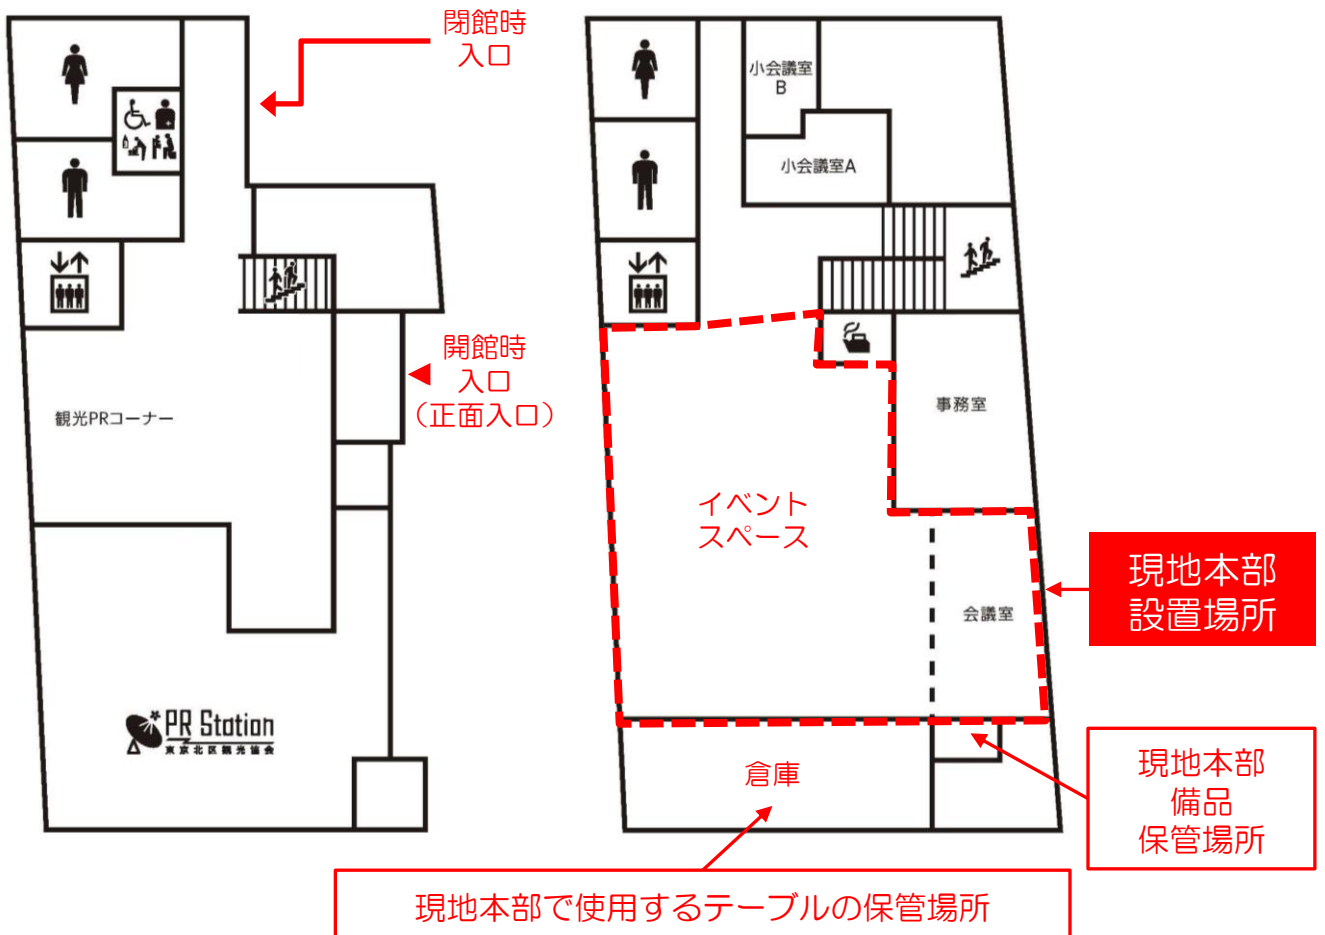 閉館時
入口
開館時
入口
（正面入口）
観光PRコーナー
PR Station
東京北区観光協会
小会議室
B
小会議室A
事務室
イベント
スペース
会議室
現地本部
設置場所
倉庫
現地本部
備品
保管場所
現地本部で使用するテーブルの保管場所